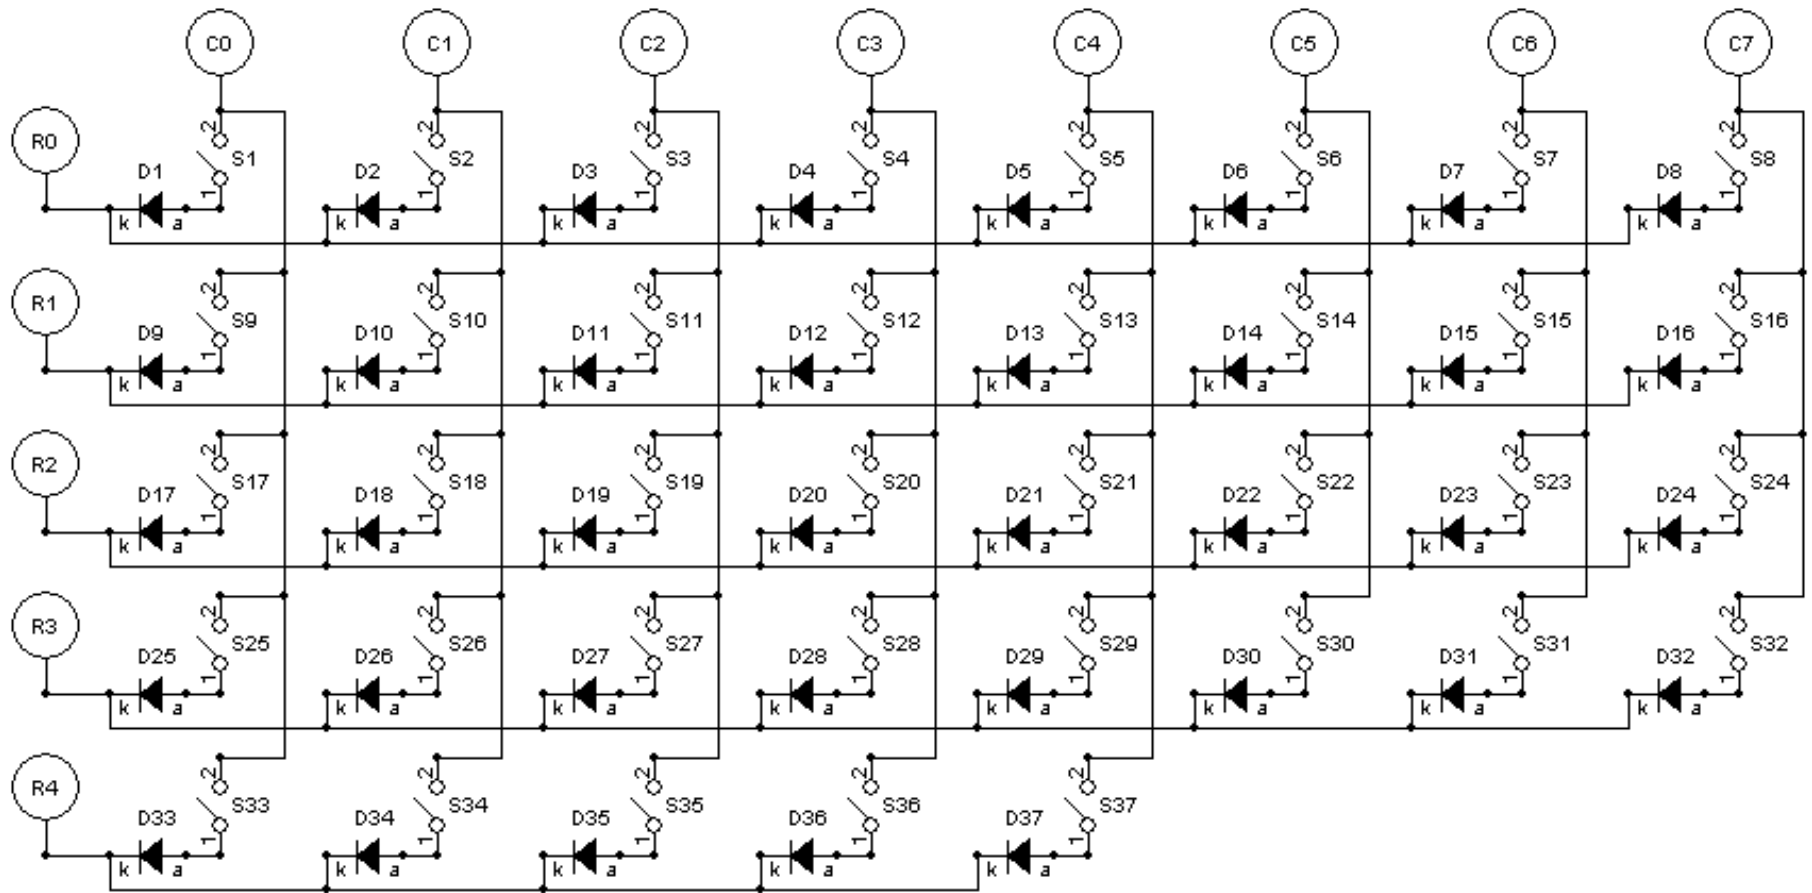 C0 C1 C2 C3 C4 C5 C6 C7
R0
2 2 2 2 2 2 2 2
S1 S2 S3 S4 S5 S6 S7 S8
D1 D2 D3 D4 D5 D6 D7 D8
1 1 1 1 1 1 1 1
k a k a k a k a k a k a k a k a
R1
2 2 2 2 2 2 2 2
S9 S10 S11 S12 S13 S14 S15 S16
D9 D10 D11 D12 D13 D14 D15 D16
1 1 1 1 1 1 1 1
k a k a k a k a k a k a k a k a
R2
2 2 2 2 2 2 2 2
S17 S18 S19 S20 S21 S22 S23 S24
D17 D18 D19 D20 D21 D22 D23 D24
1 1 1 1 1 1 1 1
k a k a k a k a k a k a k a k a
R3
2 2 2 2 2 2 2 2
S25 S26 S27 S28 S29 S30 S31 S32
D25 D26 D27 D28 D29 D30 D31 D32
1 1 1 1 1 1 1 1
k a k a k a k a k a k a k a k a
R4
2 2 2 2 2
S33 S34 S35 S36 S37
D33 D34 D35 D36 D37
1 1 1 1 1
k a k a k a k a k a